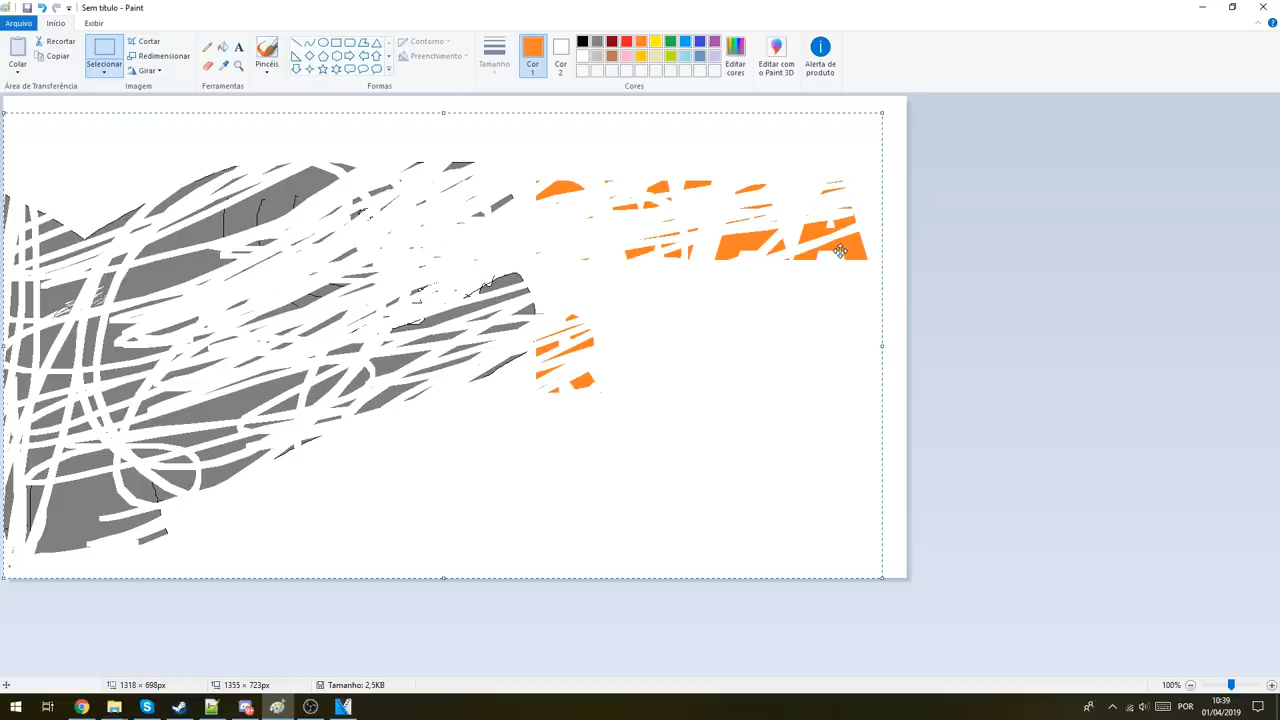 Sem título - Paint
Arquivo Início Exibir
Colar
Recortar
Copiar
Área de Transferência
Selecionar
Cortar
Redimensionar
Girar
Imagem
A
Ferramentas
Pincéis
Contorno
Preenchimento
Formas
Tamanho
Cor
1
Cor
2
Editar
cores
Cores
Editar com
o Paint 3D
Alerta de
produto
1318 × 698px
1355 × 723px
Tamanho: 2,5KB
100%
POR
10:39
01/04/2019